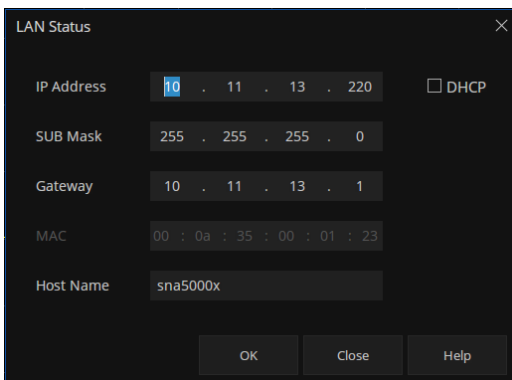 LAN Status
IP Address 10 . 11 . 13 . 220 DHCP
SUB Mask 255 . 255 . 255 . 0
Gateway 10 . 11 . 13 . 1
MAC 00 : 0a : 35 : 00 : 01 : 23
Host Name sna5000x
OK Close Help